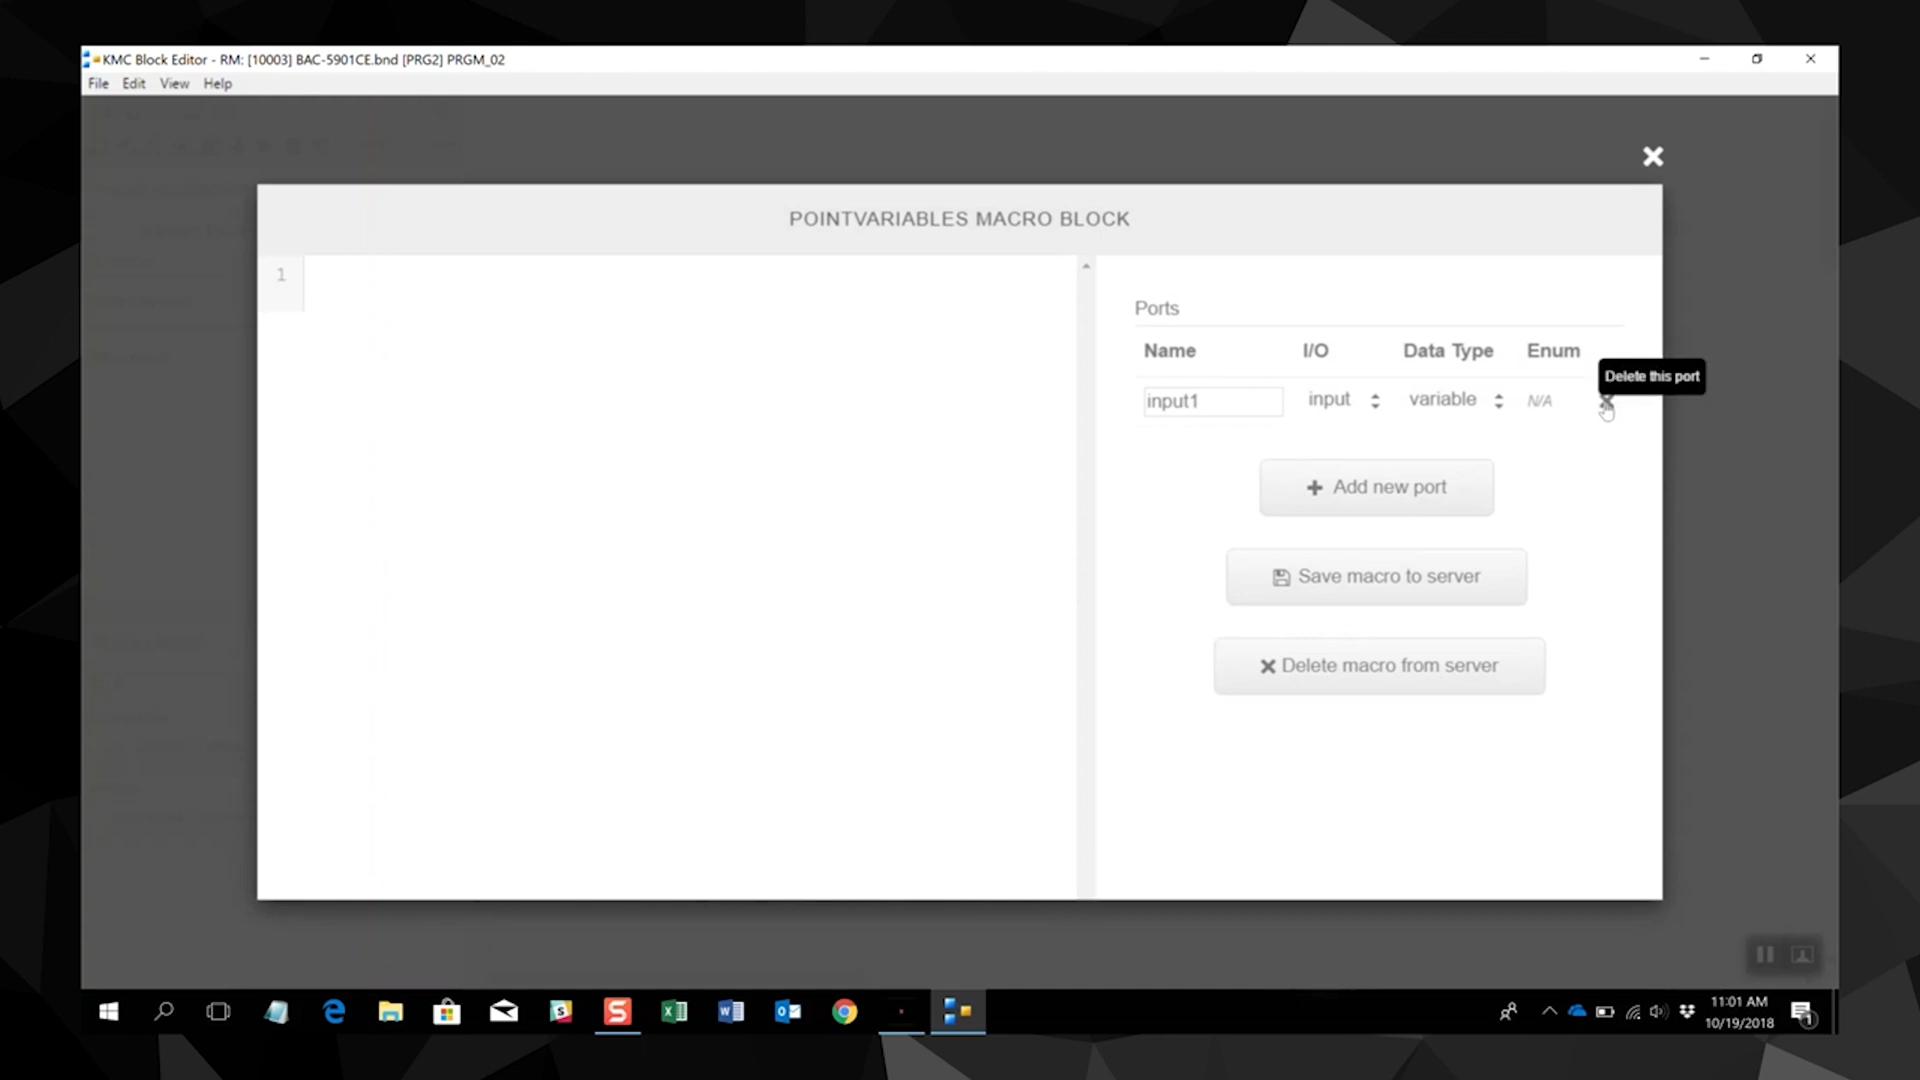 KMC Block Editor - RM: [10003] BAC-5901CE.bnd [PRG2] PRGM_02
File Edit View Help
POINTVARIABLES MACRO BLOCK
1
Ports
Name I/O Data Type Enum
Delete this port
input1 input variable N/A
Add new port
Save macro to server
Delete macro from server
11:01 AM
10/19/2018
1